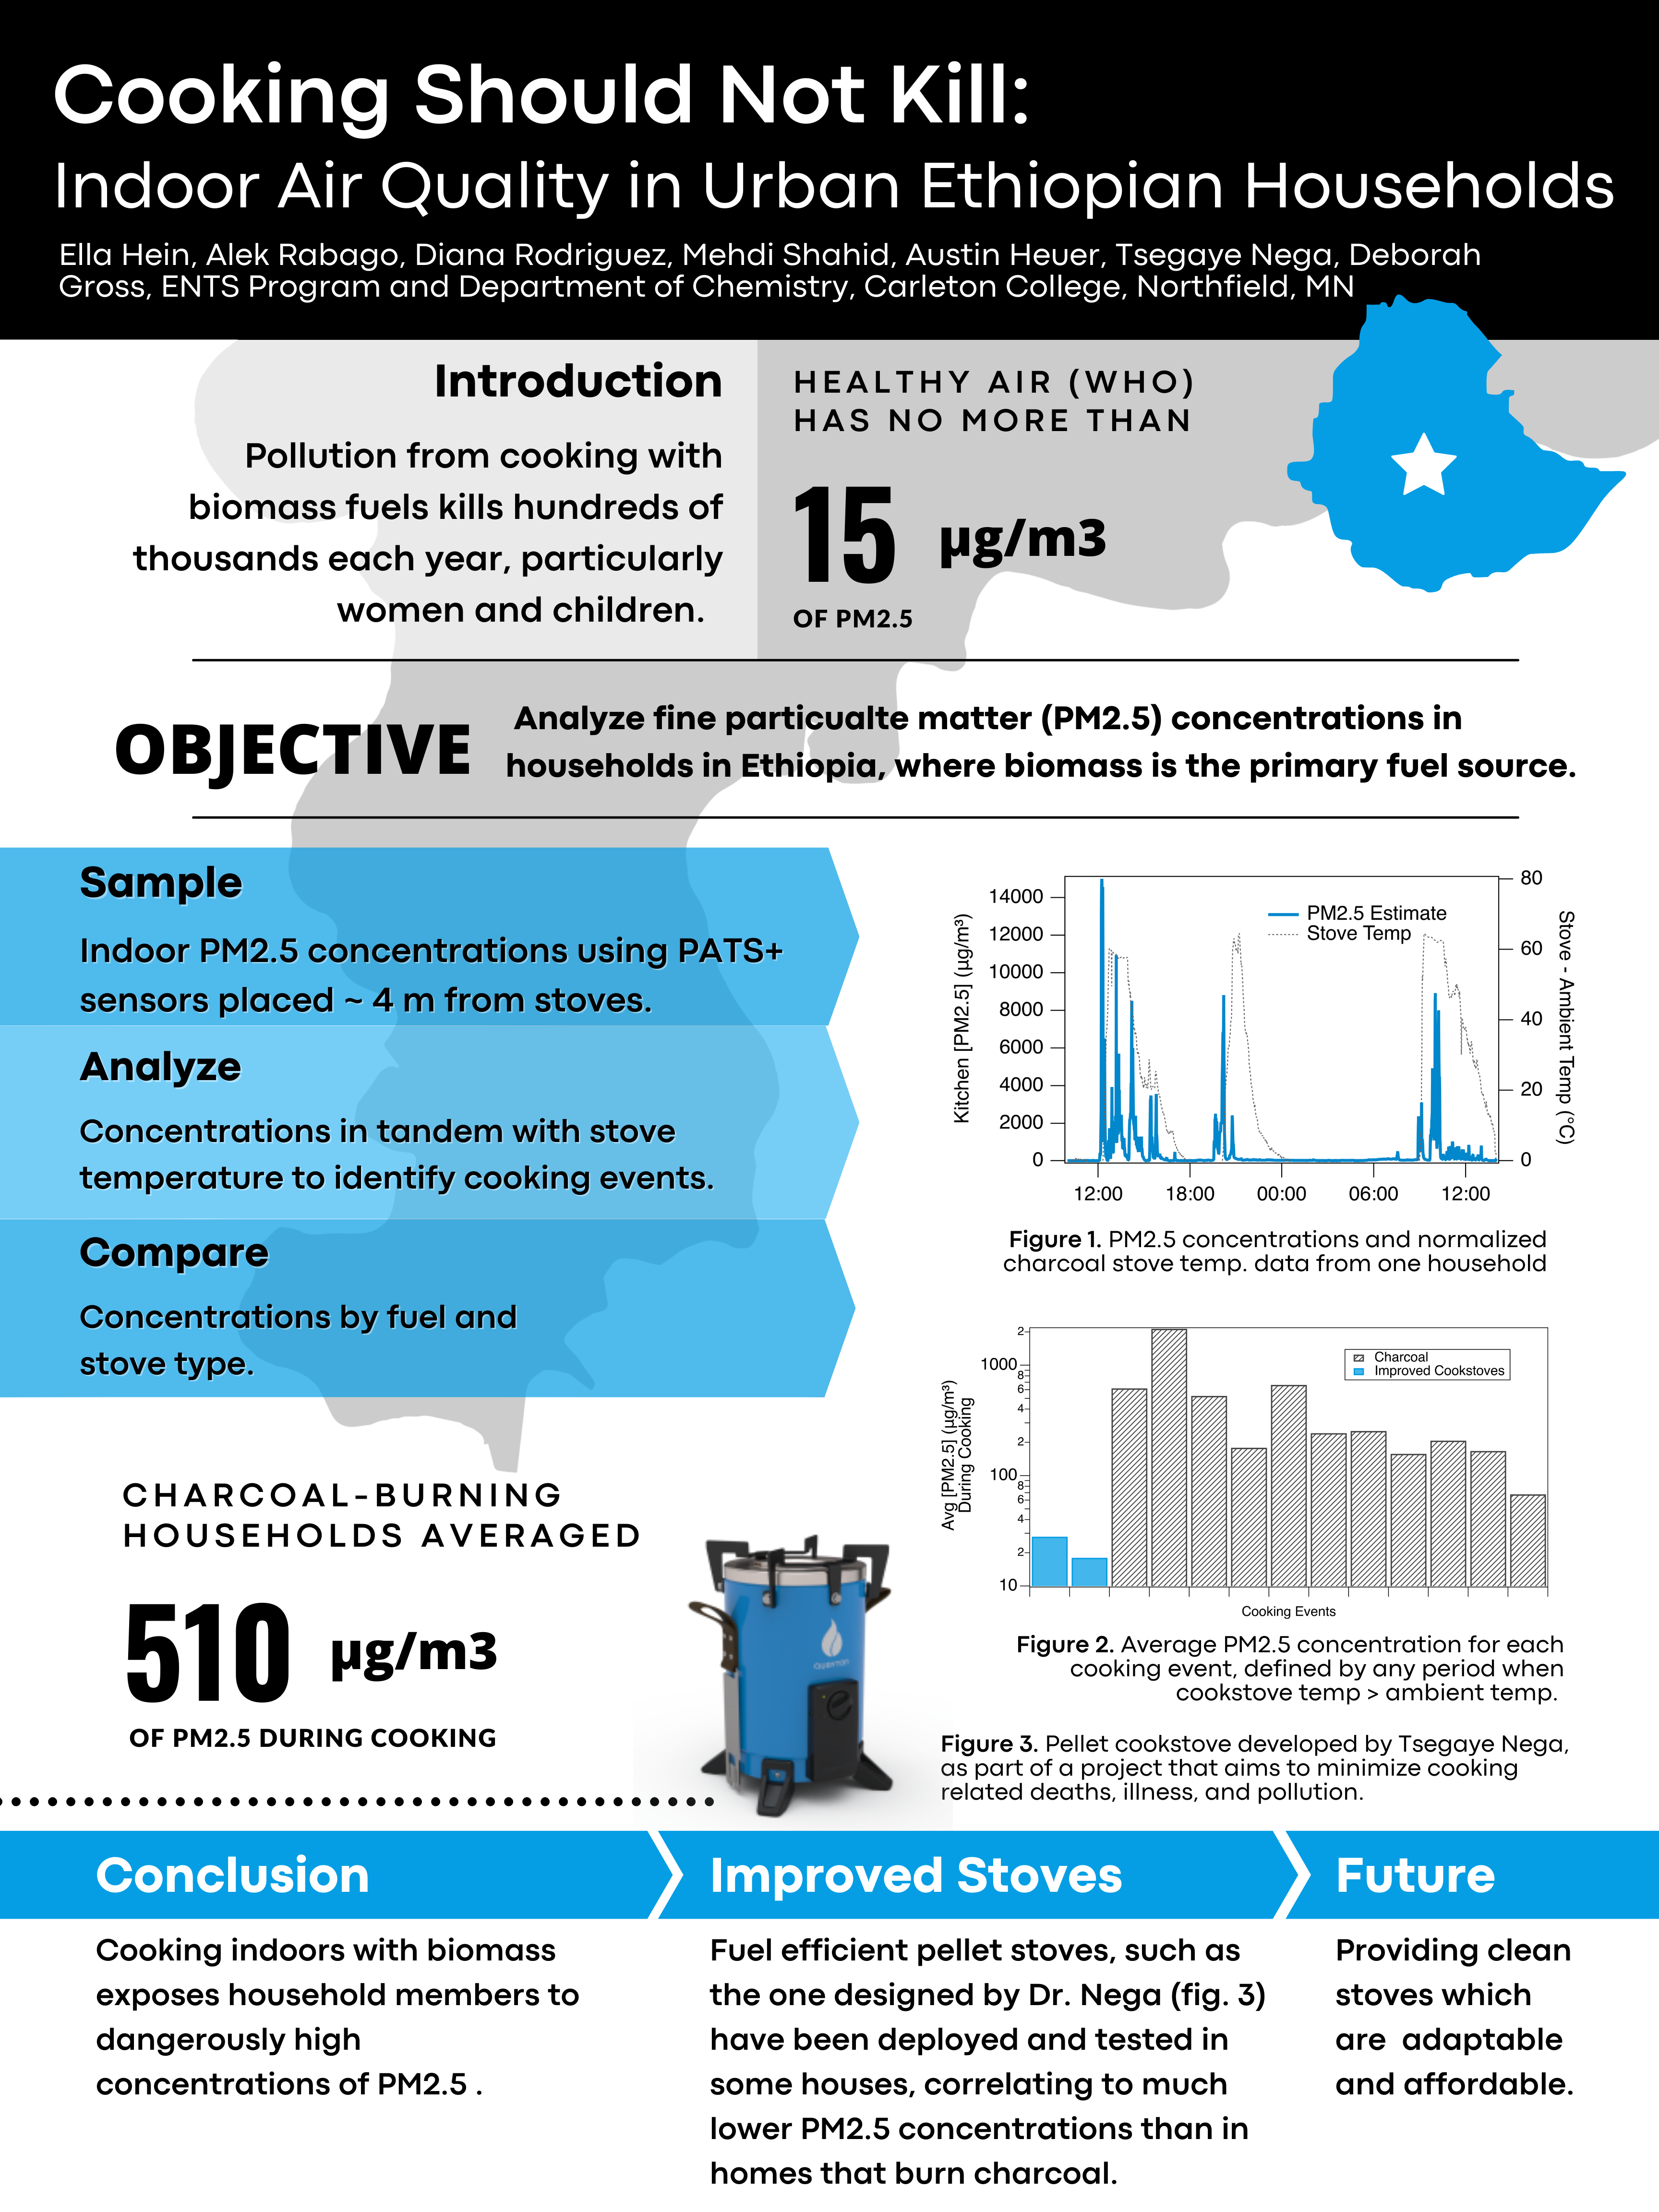 Cooking Should Not Kill:
Indoor Air Quality in Urban Ethiopian Households
Ella Hein, Alek Rabago, Diana Rodriguez, Mehdi Shahid, Austin Heuer, Tsegaye Nega, Deborah
Gross, ENTS Program and Department of Chemistry, Carleton College, Northfield, MN
Introduction
Pollution from cooking with
biomass fuels kills hundreds of
thousands each year, particularly
women and children.
HEALTHY AIR (WHO)
HAS NO MORE THAN
15 µg/m3
OF PM2.5
OBJECTIVE
Analyze fine particualte matter (PM2.5) concentrations in
households in Ethiopia, where biomass is the primary fuel source.
Sample
Indoor PM2.5 concentrations using PATS+
sensors placed ~ 4 m from stoves.
Analyze
Concentrations in tandem with stove
temperature to identify cooking events.
Compare
Concentrations by fuel and
stove type.
Kitchen [PM2.5] (µg/m³)
14000
12000
10000
8000
6000
4000
2000
0
PM2.5 Estimate
Stove Temp
80
60
40
20
0
Stove - Ambient Temp (°C)
12:00 18:00 00:00 06:00 12:00
Figure 1. PM2.5 concentrations and normalized
charcoal stove temp. data from one household
Avg [PM2.5] (µg/m³)
During Cooking
2
1000
8
6
4
2
100
8
6
4
2
10
Charcoal
Improved Cookstoves
Cooking Events
Figure 2. Average PM2.5 concentration for each
cooking event, defined by any period when
cookstove temp > ambient temp.
CHARCOAL-BURNING
HOUSEHOLDS AVERAGED
510 µg/m3
OF PM2.5 DURING COOKING
Figure 3. Pellet cookstove developed by Tsegaye Nega,
as part of a project that aims to minimize cooking
related deaths, illness, and pollution.
Conclusion
Cooking indoors with biomass
exposes household members to
dangerously high
concentrations of PM2.5 .
Improved Stoves
Fuel efficient pellet stoves, such as
the one designed by Dr. Nega (fig. 3)
have been deployed and tested in
some houses, correlating to much
lower PM2.5 concentrations than in
homes that burn charcoal.
Future
Providing clean
stoves which
are  adaptable
and affordable.